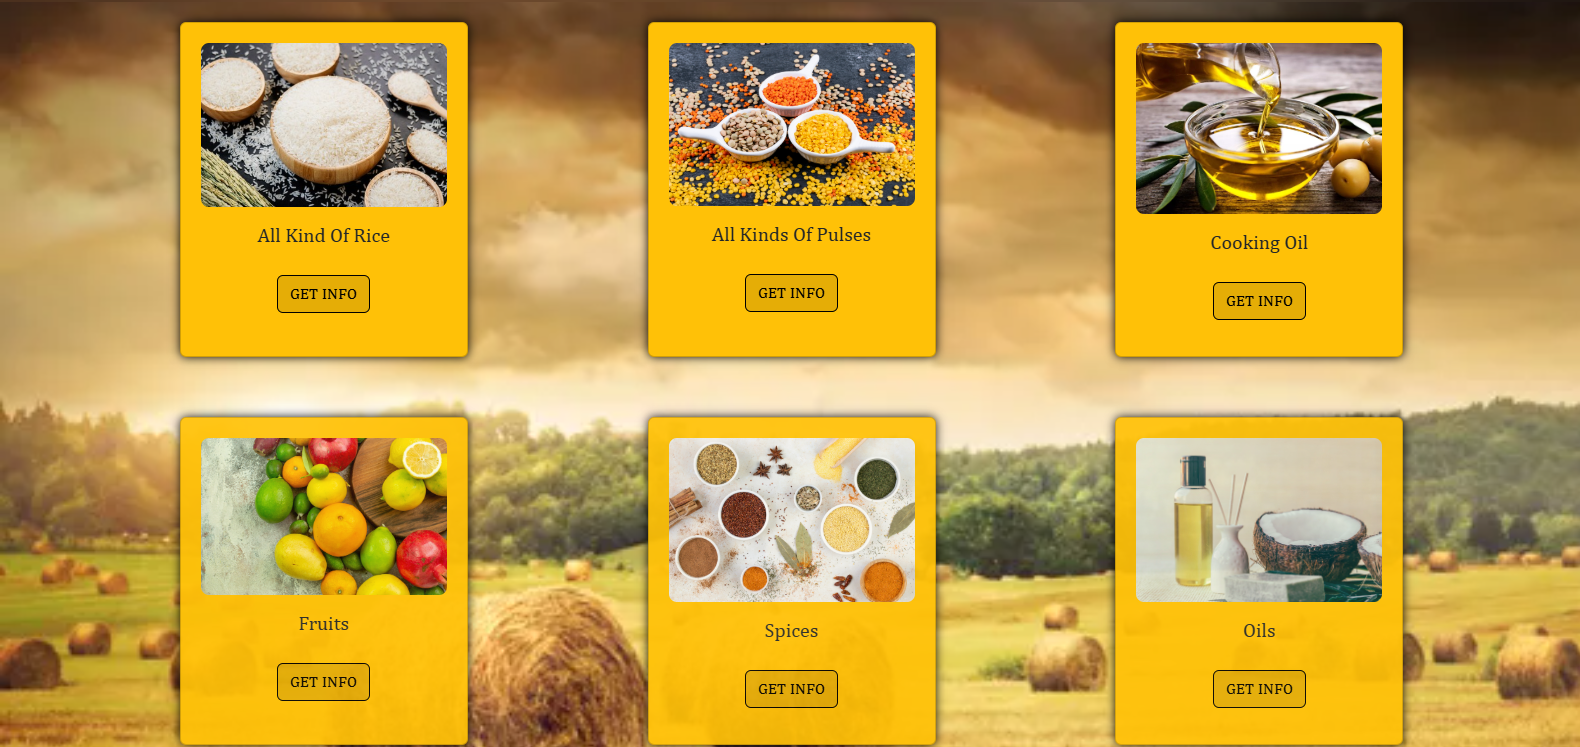 All Kind Of Rice
GET INFO
All Kinds Of Pulses
GET INFO
Cooking Oil
GET INFO
Fruits
GET INFO
Spices
GET INFO
Oils
GET INFO